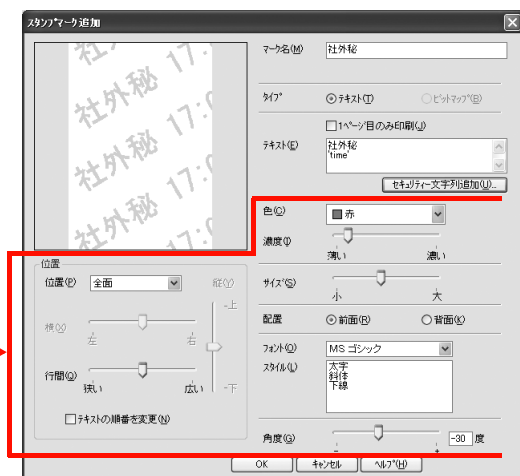 スタンプマーク追加
社外秘 17:0
社外秘 17:0
社外秘 17:0
社外秘 17:0
マーク名(M) 社外秘
タイプ テキスト(T) ビットマップ(B)
1ページ目のみ印刷(J)
テキスト(E) 社外秘
'time'
セキュリティー文字列追加(U)...
色(C) 赤
濃度(I)
薄い 濃い
サイズ(S)
小 大
配置 前面(R) 背面(K)
フォント(O) MS ゴシック
スタイル(L) 太字
斜体
下線
角度(G) -30 度
- +
位置
位置(P) 全面 縦(Y)
上
横(X)
左 右
行間(Q)
狭い 広い
下
テキストの順番を変更(N)
OK キャンセル ヘルプ(H)